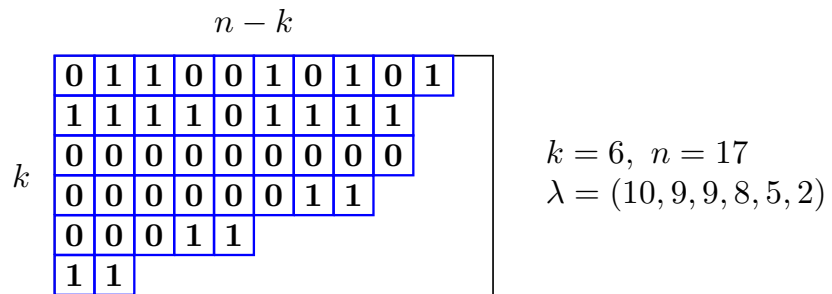 n − k
0 1 1 0 0 1 0 1 0 1
1 1 1 1 0 1 1 1 1
0 0 0 0 0 0 0 0 0
k
0 0 0 0 0 0 1 1
0 0 0 1 1
1 1
k = 6, n = 17
λ = (10, 9, 9, 8, 5, 2)